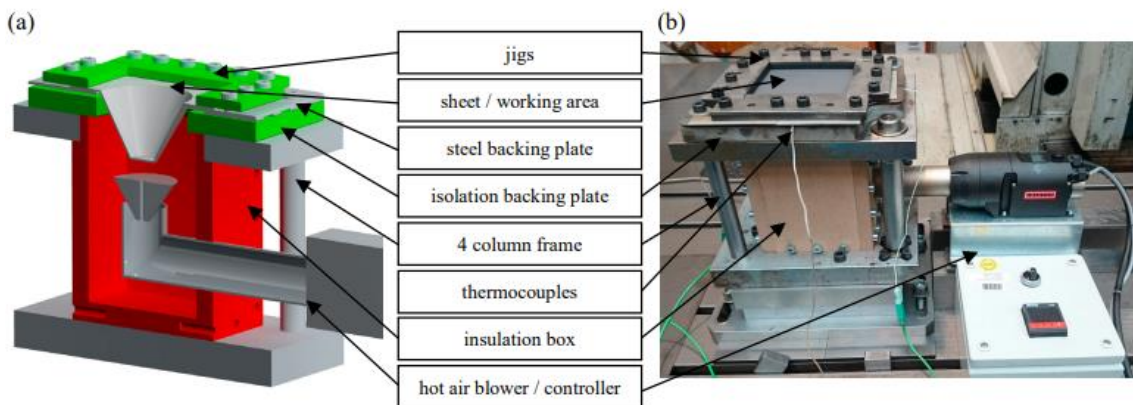 (a)
(b)
jigs
sheet / working area
steel backing plate
isolation backing plate
4 column frame
thermocouples
insulation box
hot air blower / controller